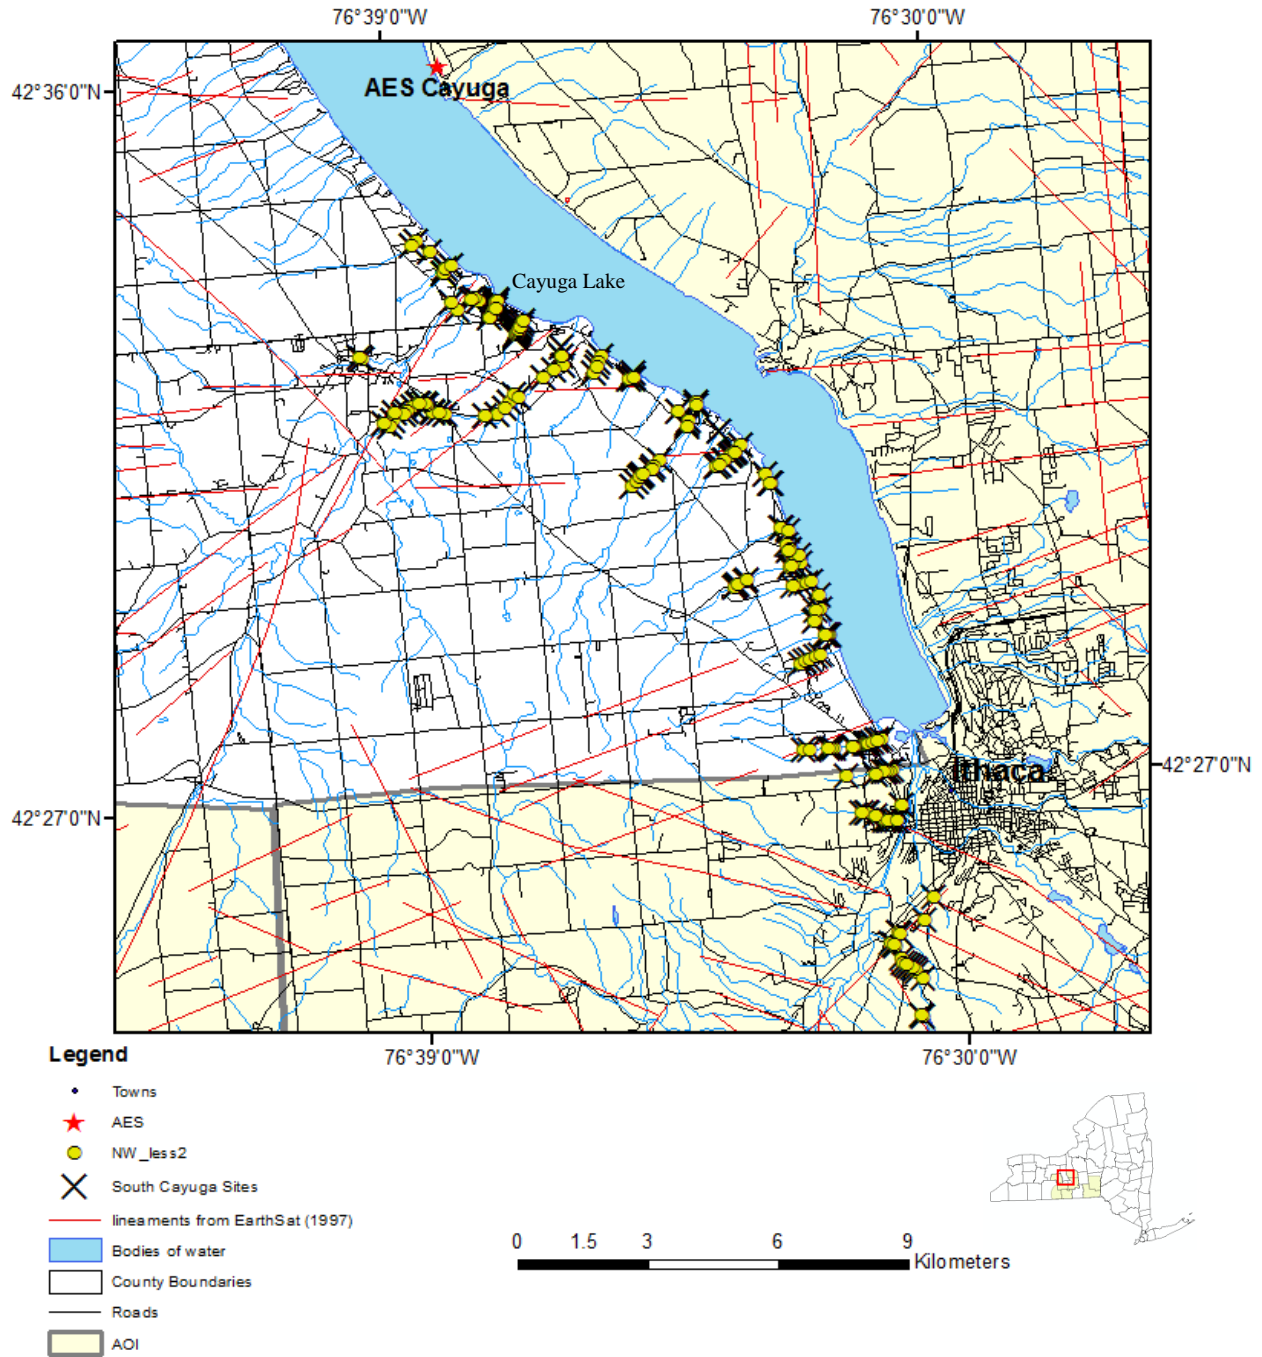 76°39'0"W 76°30'0"W
42°36'0"N
AES Cayuga
Cayuga Lake
Ithaca
42°27'0"N
42°27'0"N
76°39'0"W 76°30'0"W
Legend
Towns
AES
NW_less2
South Cayuga Sites
lineaments from EarthSat (1997)
Bodies of water
County Boundaries
Roads
AOI
0 1.5 3 6 9
Kilometers